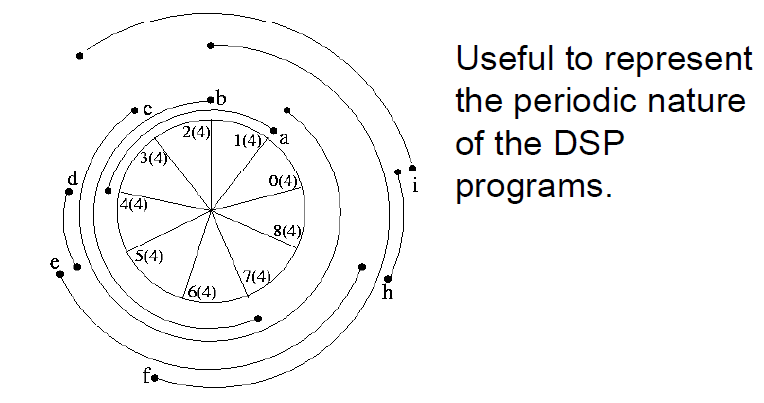 b
c
2(4)
1(4)
a
3(4)
d
0(4)
i
4(4)
8(4)
5(4)
e
7(4)
6(4)
h
f
Useful to represent
the periodic nature
of the DSP
programs.